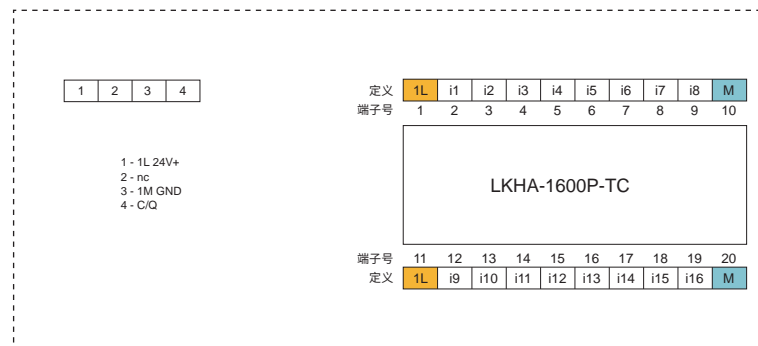 1 2 3 4
1 - 1L 24V+
2 - nc
3 - 1M GND
4 - C/Q
定义 1L i1 i2 i3 i4 i5 i6 i7 i8 M
端子号 1 2 3 4 5 6 7 8 9 10
LKHA-1600P-TC
端子号 11 12 13 14 15 16 17 18 19 20
定义 1L i9 i10 i11 i12 i13 i14 i15 i16 M